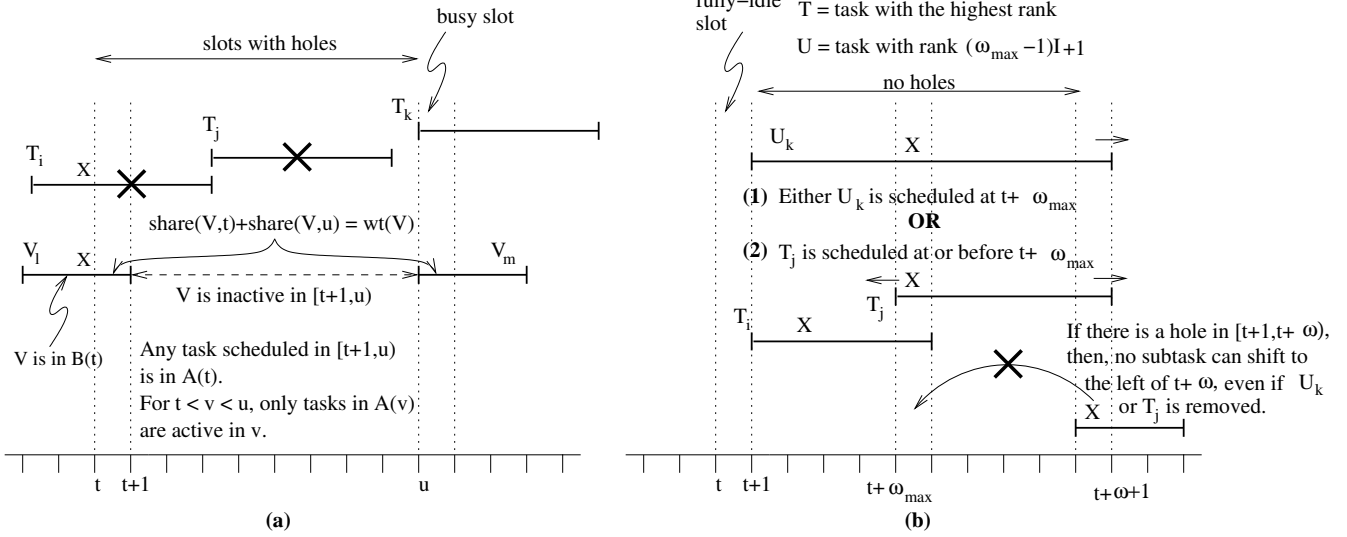 busy slot
slots with holes
T_i
X
T_j
T_k
share(V,t)+share(V,u) = wt(V)
V_l
X
V_m
V is inactive in [t+1,u)
V is in B(t)
Any task scheduled in [t+1,u)
is in A(t).
For t < v < u, only tasks in A(v)
are active in v.
t
t+1
u
(a)
fully−idle
slot
T = task with the highest rank
U = task with rank (ω_max −1)I+1
no holes
U_k
X
(1) Either U_k is scheduled at t+ ω_max
OR
(2) T_j is scheduled at or before t+ ω_max
X
T_j
T_i
X
If there is a hole in [t+1,t+ ω),
then, no subtask can shift to
the left of t+ ω, even if U_k
or T_j is removed.
X
t
t+1
t+ ω_max
t+ω+1
(b)